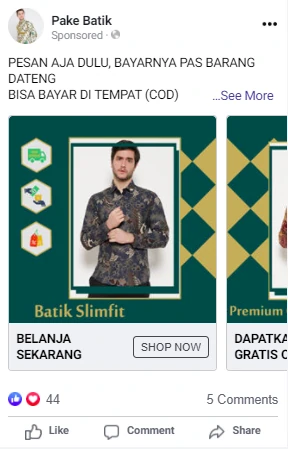 Pake Batik
Sponsored ·
PESAN AJA DULU, BAYARNYA PAS BARANG
DATENG
BISA BAYAR DI TEMPAT (COD) ...See More
Batik Slimfit
Premium
BELANJA
SEKARANG
SHOP NOW
DAPATKA
GRATIS
44
5 Comments
Like
Comment
Share